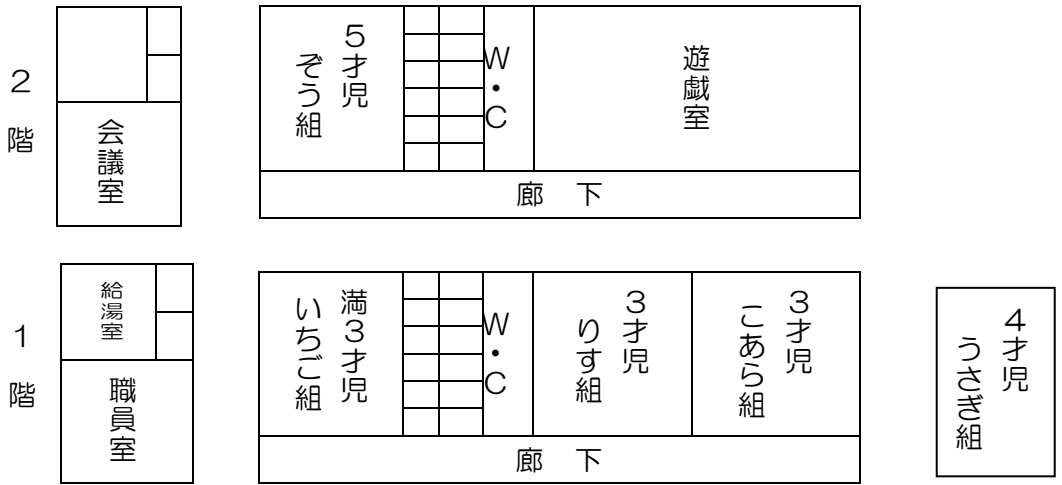 ２階
会議室
５才児
ぞう組
W・C
遊戯室
廊　下
１階
給湯室
職員室
満３才児
いちご組
W・C
３才児
りす組
３才児
こあら組
廊　下
４才児
うさぎ組